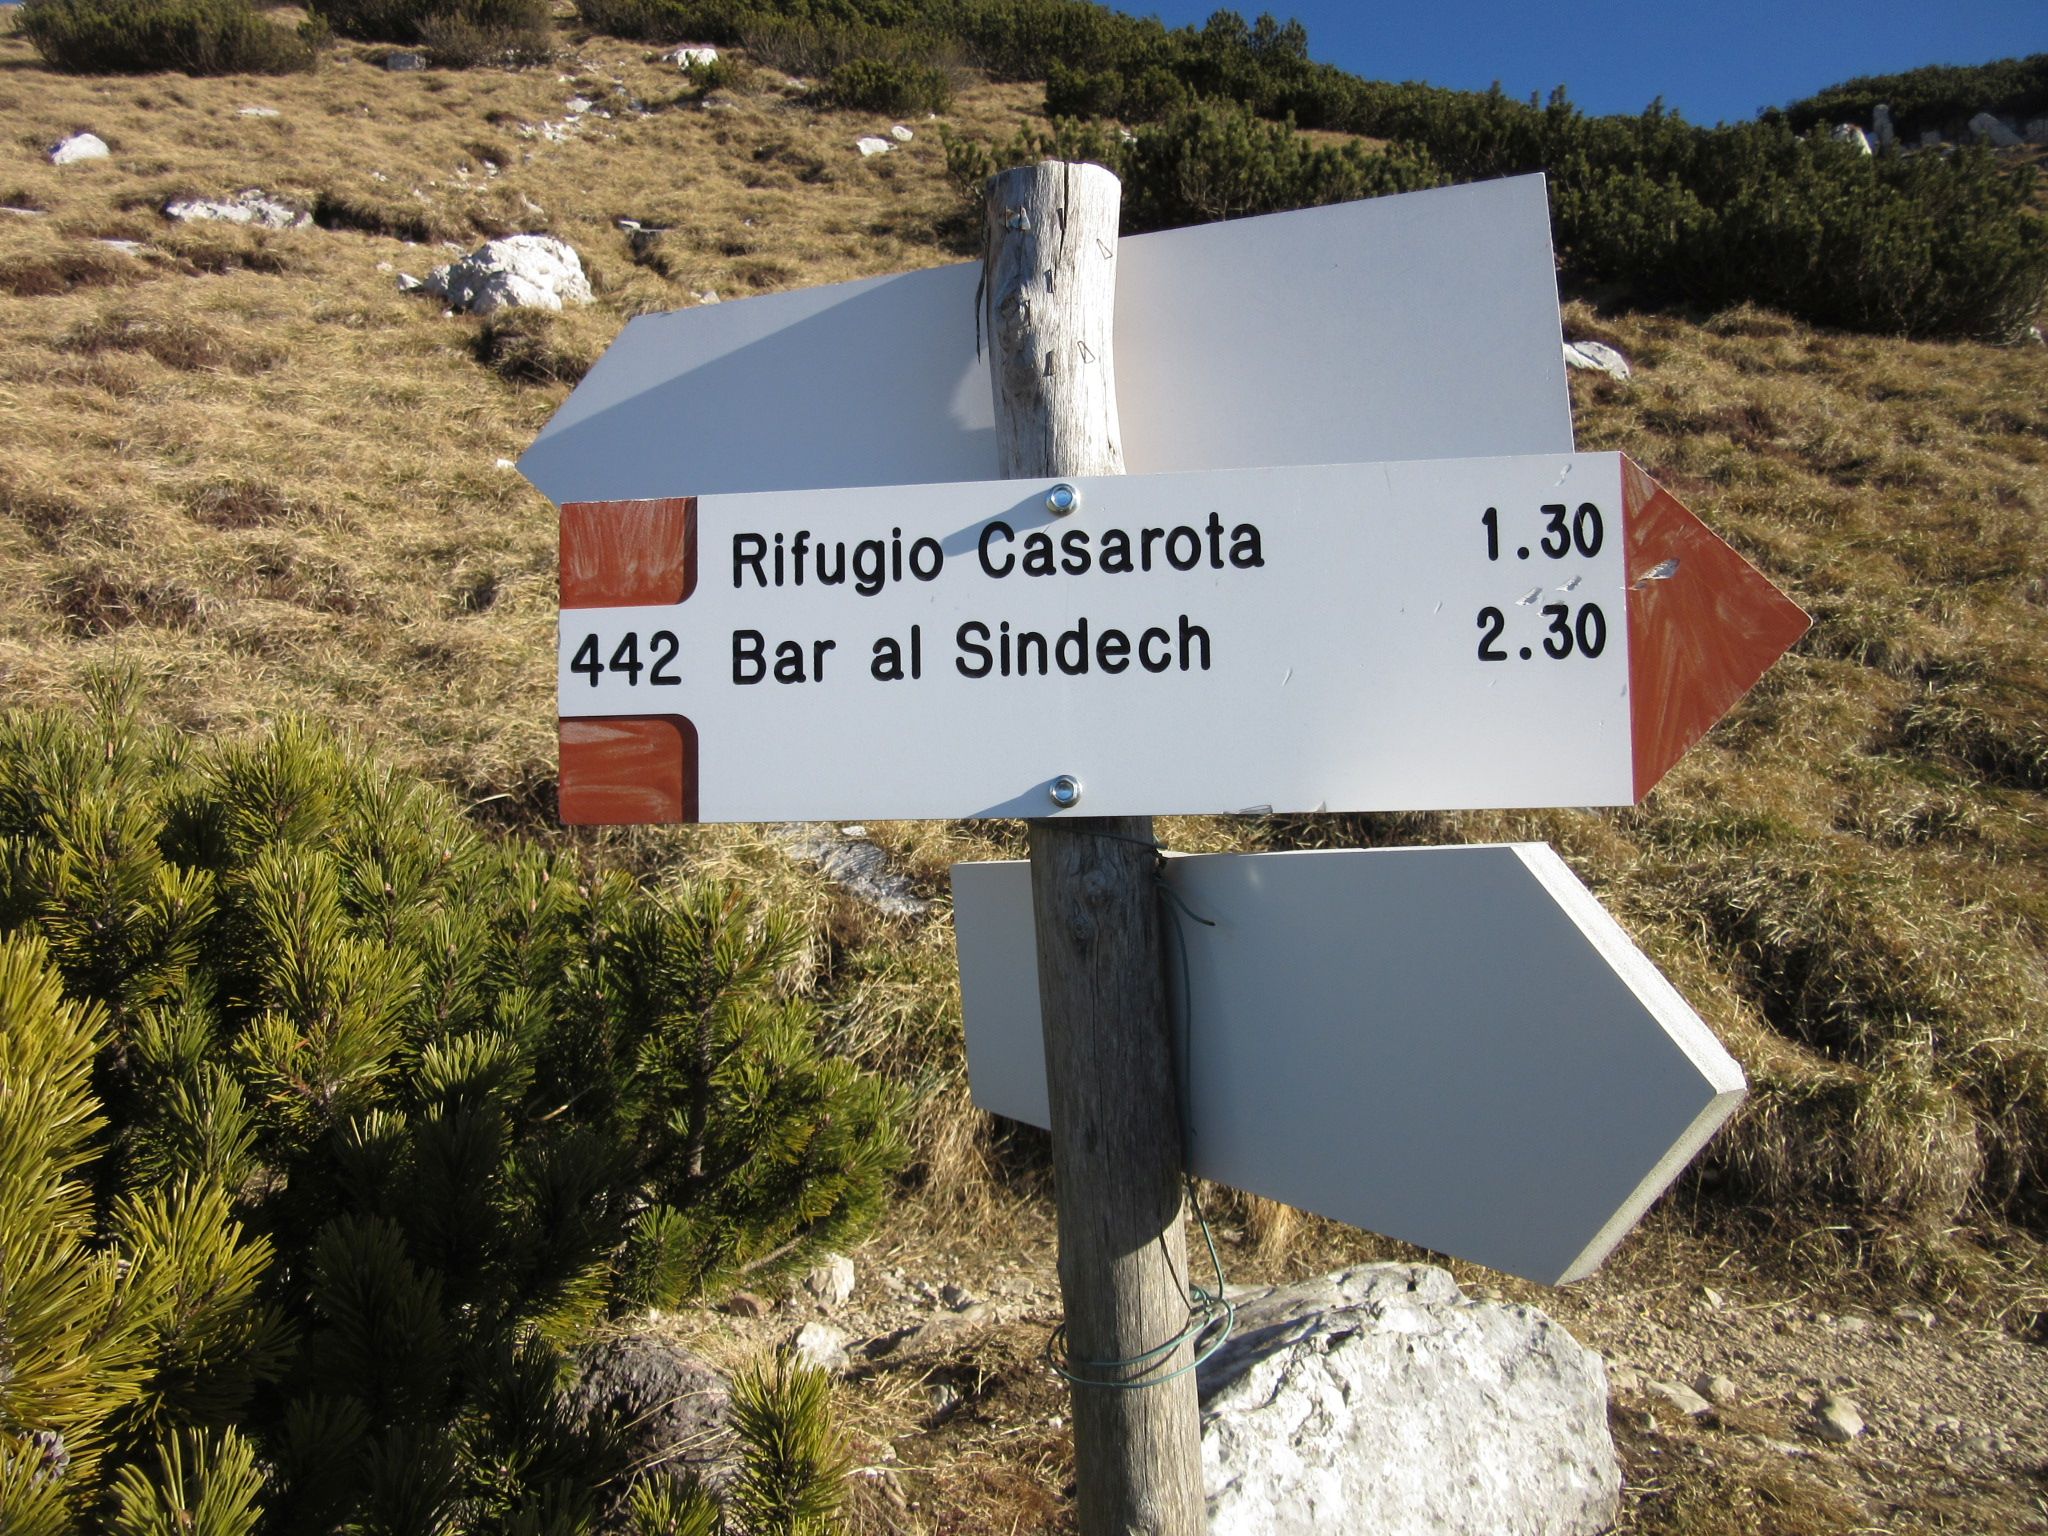 Rifugio Casarota 1.30
442 Bar al Sindech 2.30